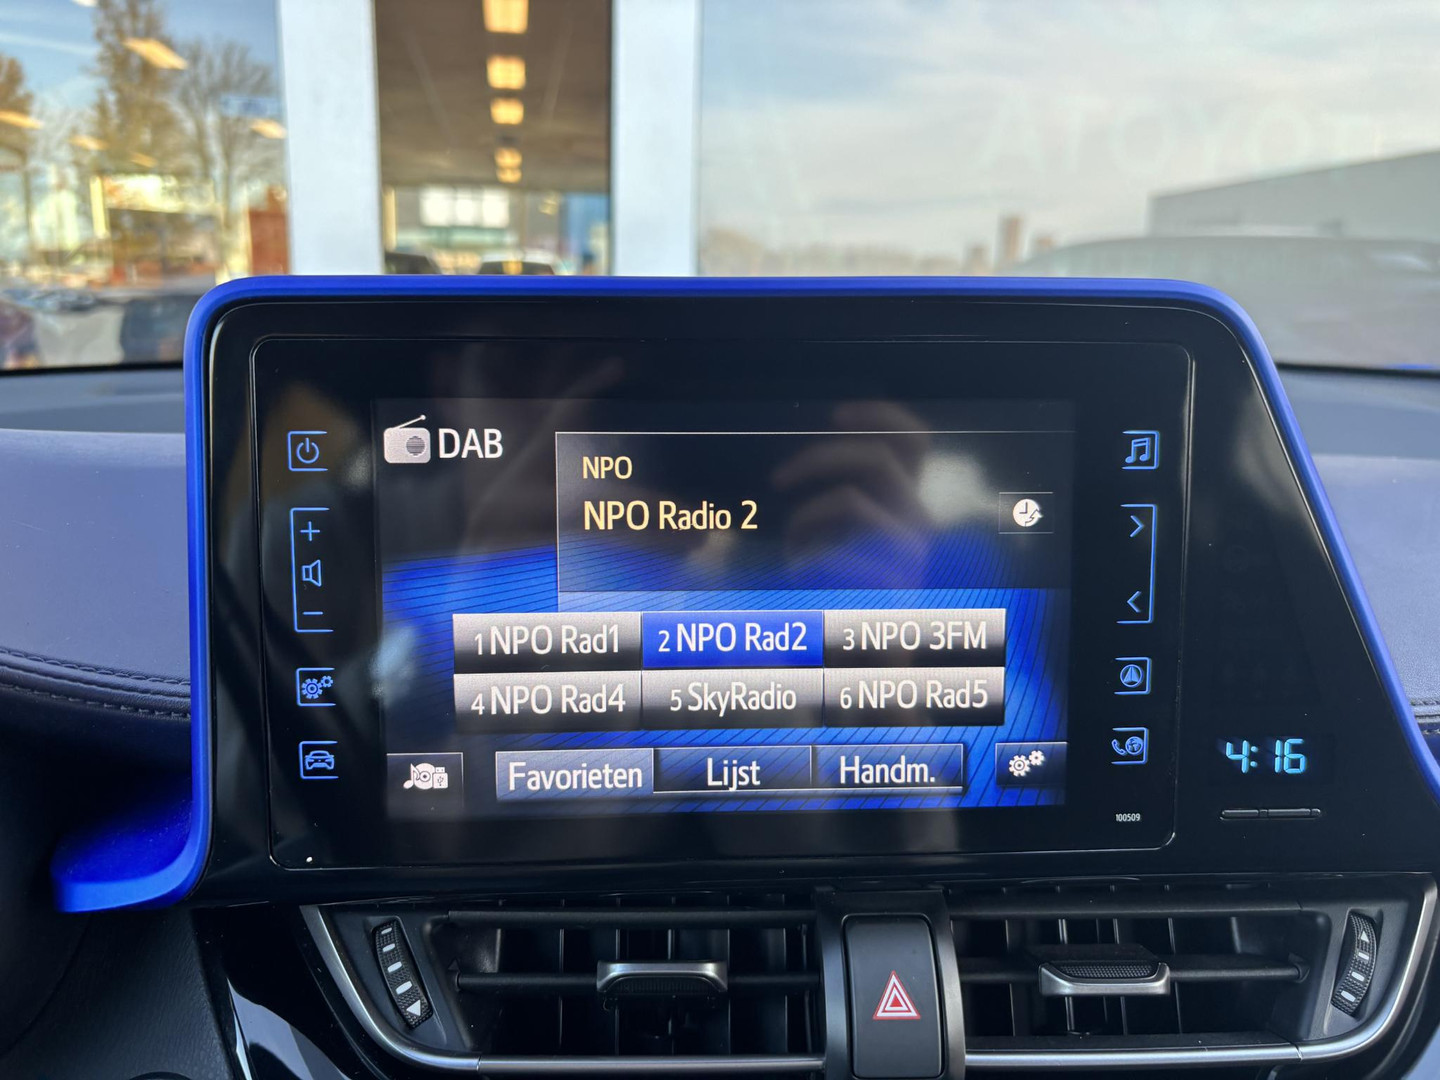 DAB
NPO
NPO Radio 2
1 NPO Rad1
2 NPO Rad2
3 NPO 3FM
4 NPO Rad4
5 SkyRadio
6 NPO Rad5
Favorieten
Lijst
Handm.
4:16
100509